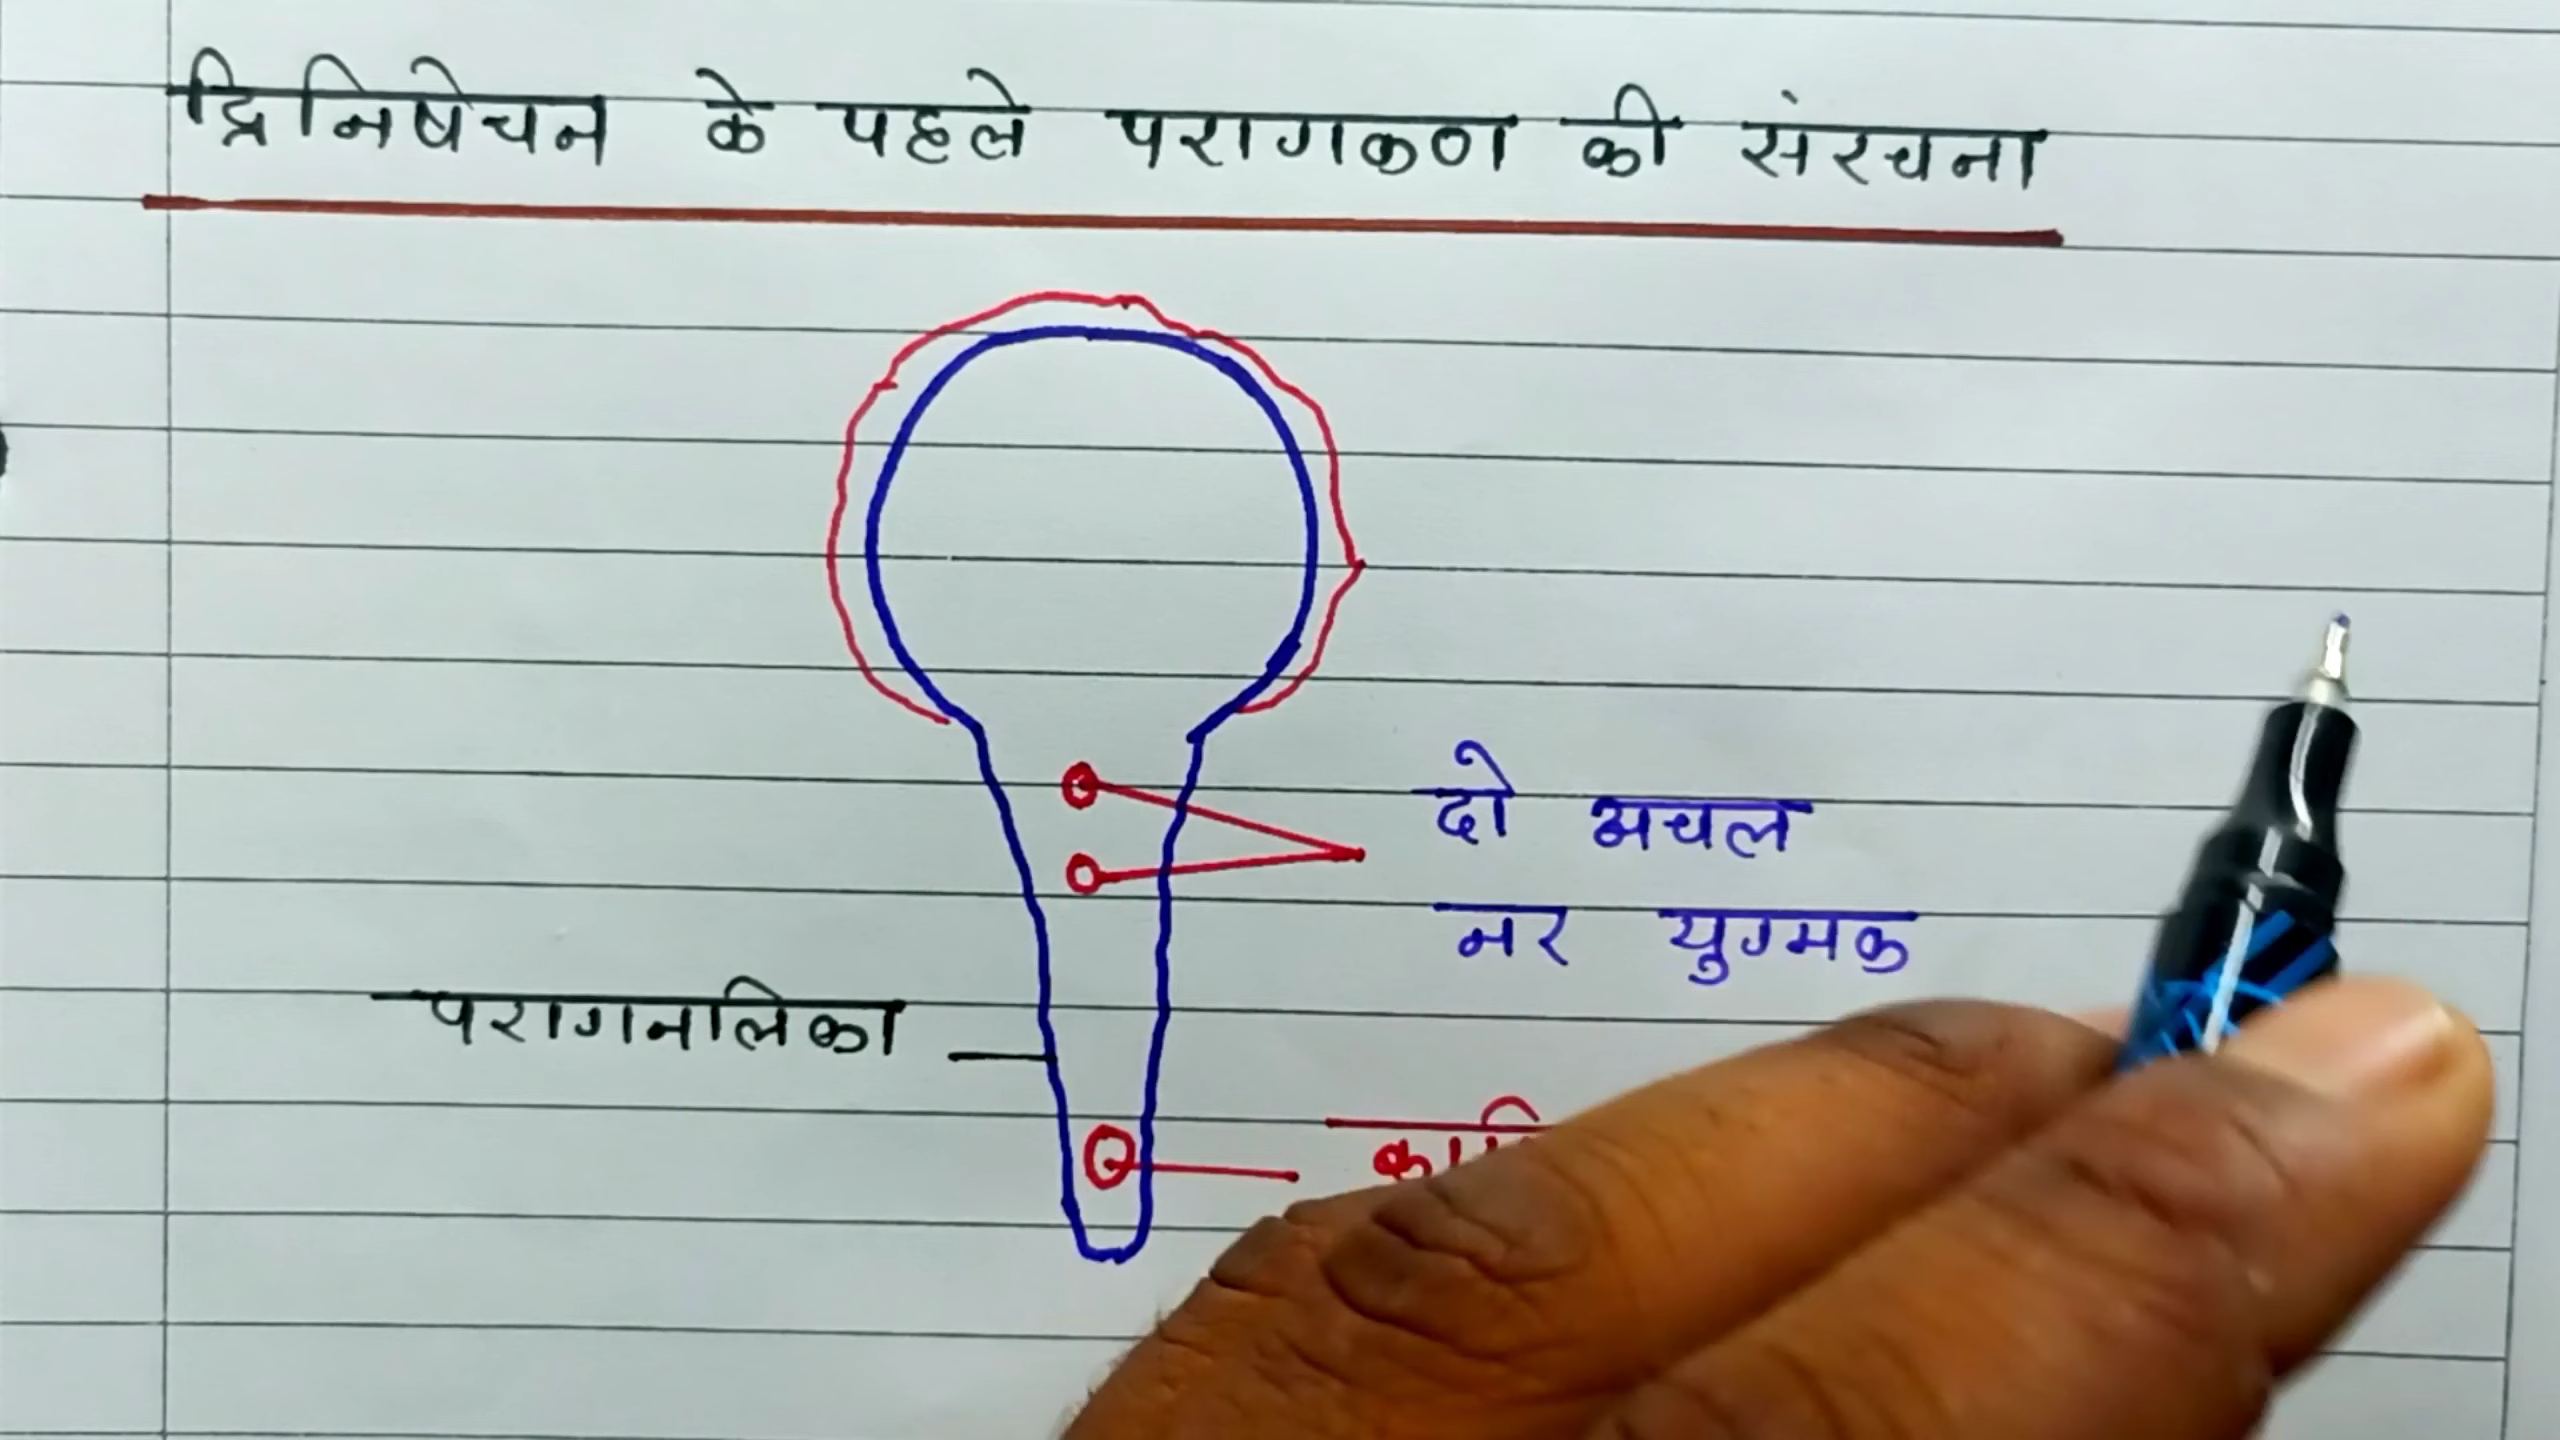 द्विनिषेचन के पहले परागकण की संरचना
दो अचल
नर युग्मक
परागनलिका